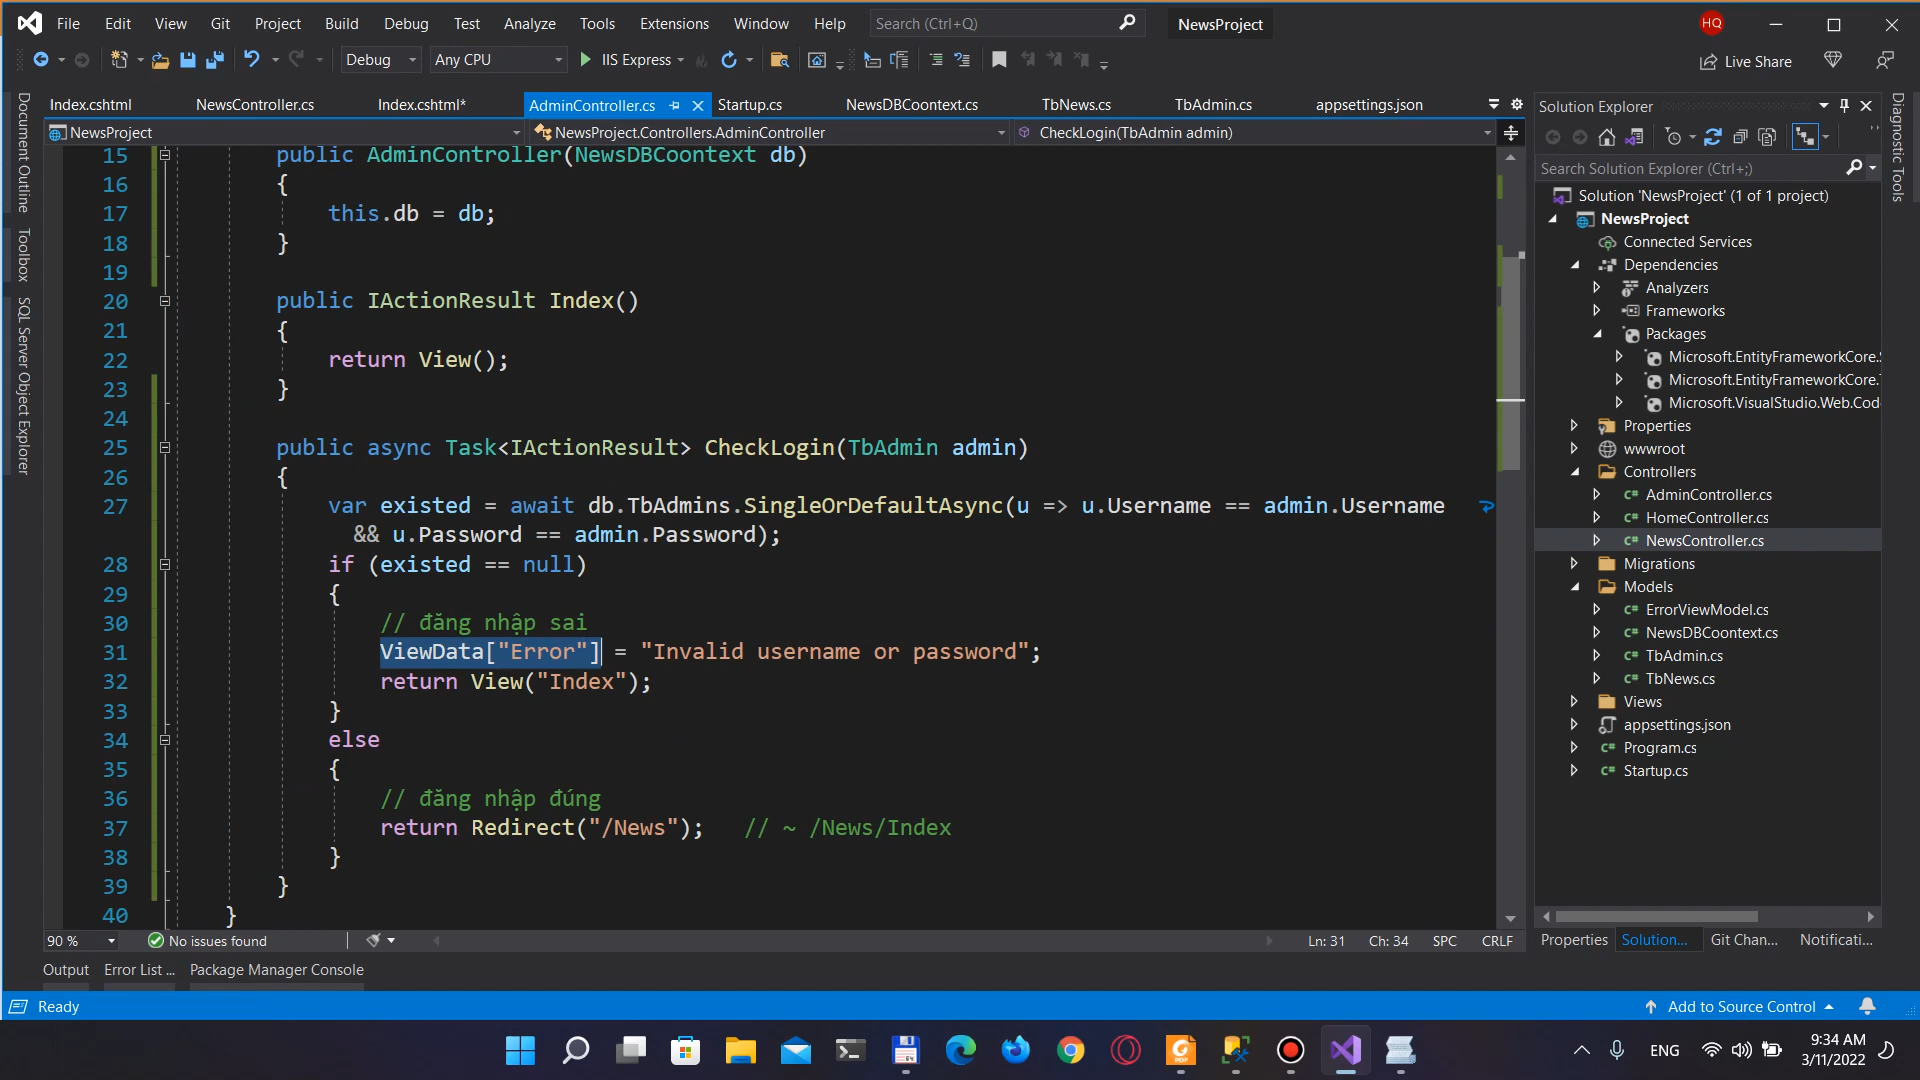 File Edit View Git Project Build Debug Test Analyze Tools Extensions Window Help Search (Ctrl+Q) NewsProject HQ
Debug Any CPU IIS Express Live Share
Index.cshtml NewsController.cs Index.cshtml* AdminController.cs Startup.cs NewsDBCoontext.cs TbNews.cs TbAdmin.cs appsettings.json
NewsProject NewsProject.Controllers.AdminController CheckLogin(TbAdmin admin)
Document Outline
Toolbox
SQL Server Object Explorer
15 public AdminController(NewsDBCoontext db)
16 {
17 this.db = db;
18 }
19
20 public IActionResult Index()
21 {
22 return View();
23 }
24
25 public async Task<IActionResult> CheckLogin(TbAdmin admin)
26 {
27 var existed = await db.TbAdmins.SingleOrDefaultAsync(u => u.Username == admin.Username
&& u.Password == admin.Password);
28 if (existed == null)
29 {
30 // đăng nhập sai
31 ViewData["Error"] = "Invalid username or password";
32 return View("Index");
33 }
34 else
35 {
36 // đăng nhập đúng
37 return Redirect("/News"); // ~ /News/Index
38 }
39 }
40 }
90 % No issues found Ln: 31 Ch: 34 SPC CRLF
Solution Explorer
Search Solution Explorer (Ctrl+;)
Solution 'NewsProject' (1 of 1 project)
NewsProject
Connected Services
Dependencies
Analyzers
Frameworks
Packages
Microsoft.EntityFrameworkCore.S
Microsoft.EntityFrameworkCore.T
Microsoft.VisualStudio.Web.Cod
Properties
wwwroot
Controllers
AdminController.cs
HomeController.cs
NewsController.cs
Migrations
Models
ErrorViewModel.cs
NewsDBCoontext.cs
TbAdmin.cs
TbNews.cs
Views
appsettings.json
Program.cs
Startup.cs
Properties Solution... Git Chan... Notificati...
Diagnostic Tools
Output Error List ... Package Manager Console
Ready Add to Source Control
ENG 9:34 AM
3/11/2022